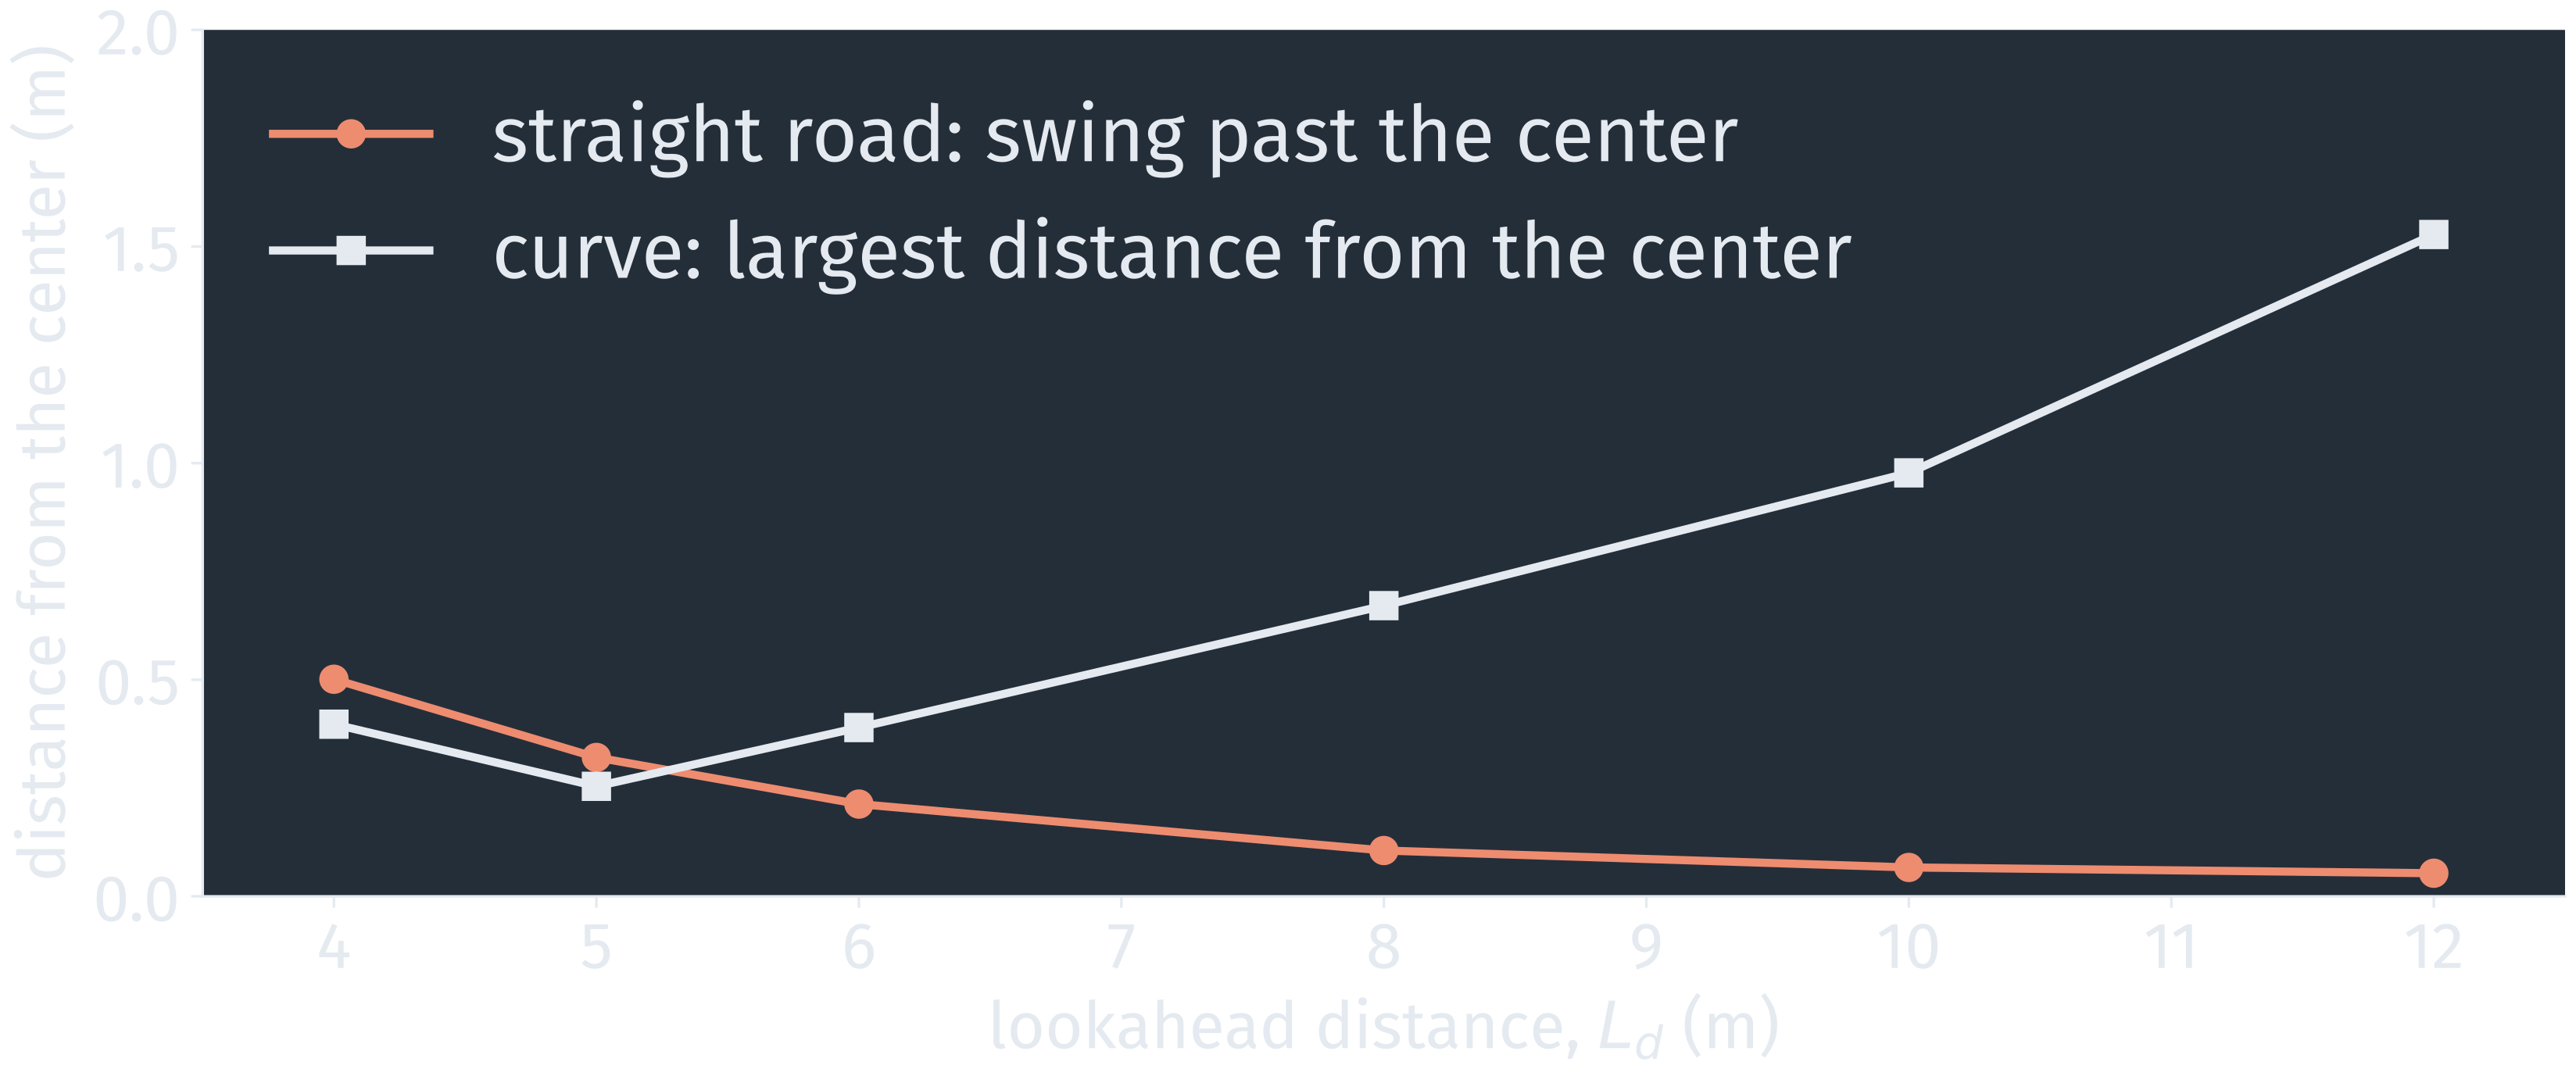 distance from the center (m)
2.0
1.5
1.0
0.5
0.0
straight road: swing past the center
curve: largest distance from the center
4 5 6 7 8 9 10 11 12
lookahead distance, L_d (m)